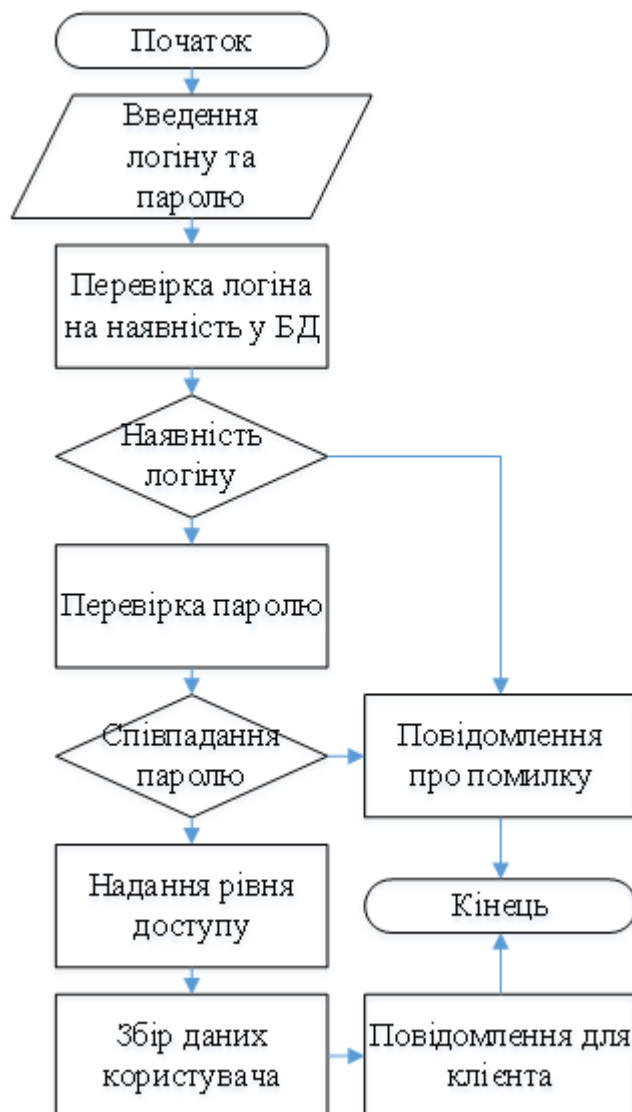 Початок
Введення
логіну та
паролю
Перевірка логіна
на наявність у БД
Наявність
логіну
Перевірка паролю
Співпадання
паролю
Повідомлення
про помилку
Надання рівня
доступу
Кінець
Збір даних
користувача
Повідомлення для
клієнта